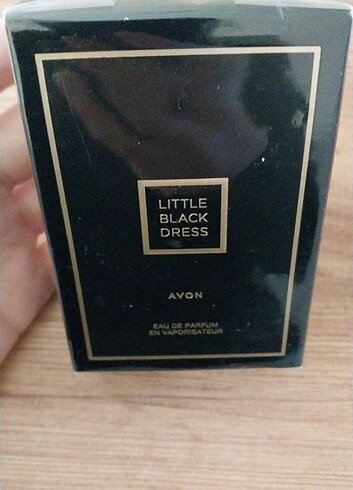 LITTLE
BLACK
DRESS
AVON
EAU DE PARFUM
EN VAPORISATEUR